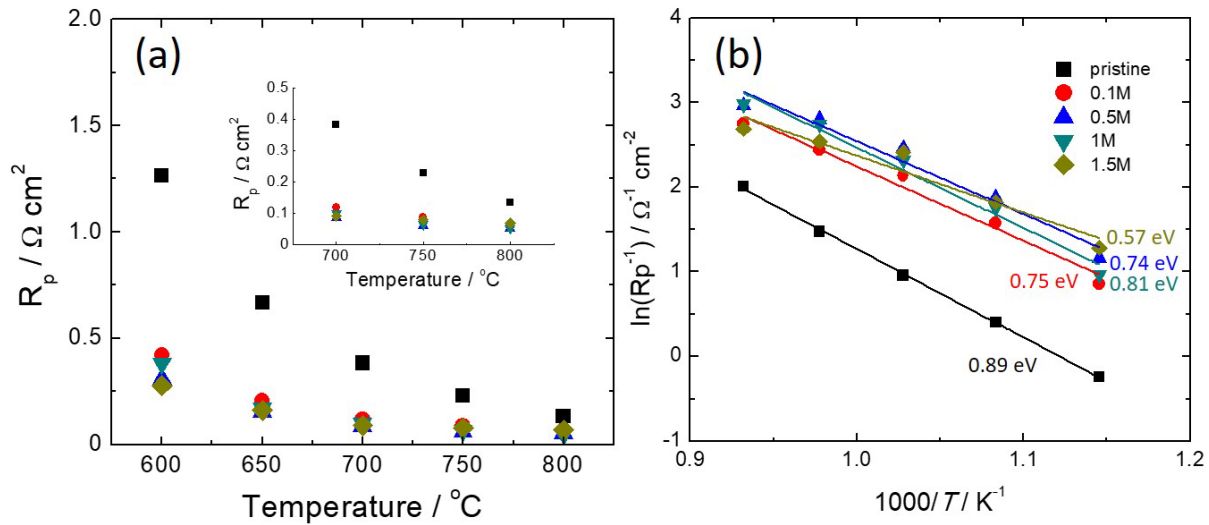 (a)
2.0
1.5
1.0
0.5
0
R_p / Ω cm²
600 650 700 750 800
Temperature / °C
0.5
0.4
0.3
0.2
0.1
0
R_p / Ω cm²
700 750 800
Temperature / °C
(b)
4
3
2
1
0
-1
ln(Rp⁻¹) / Ω⁻¹ cm⁻²
pristine
0.1M
0.5M
1M
1.5M
0.57 eV
0.74 eV
0.75 eV
0.81 eV
0.89 eV
0.9 1.0 1.1 1.2
1000/T / K⁻¹